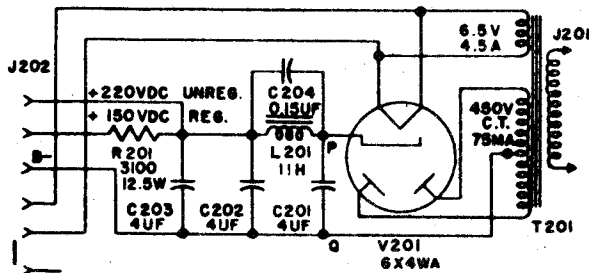 6.5V
4.5A
J201
J202
+220VDC UNREG.
+150VDC REG.
C204
0.15UF
450V
C.T.
75MA
B-
R201
3100
12.5W
L201
11H
P
C203
4UF
C202
4UF
C201
4UF
Q
V201
6X4WA
T201